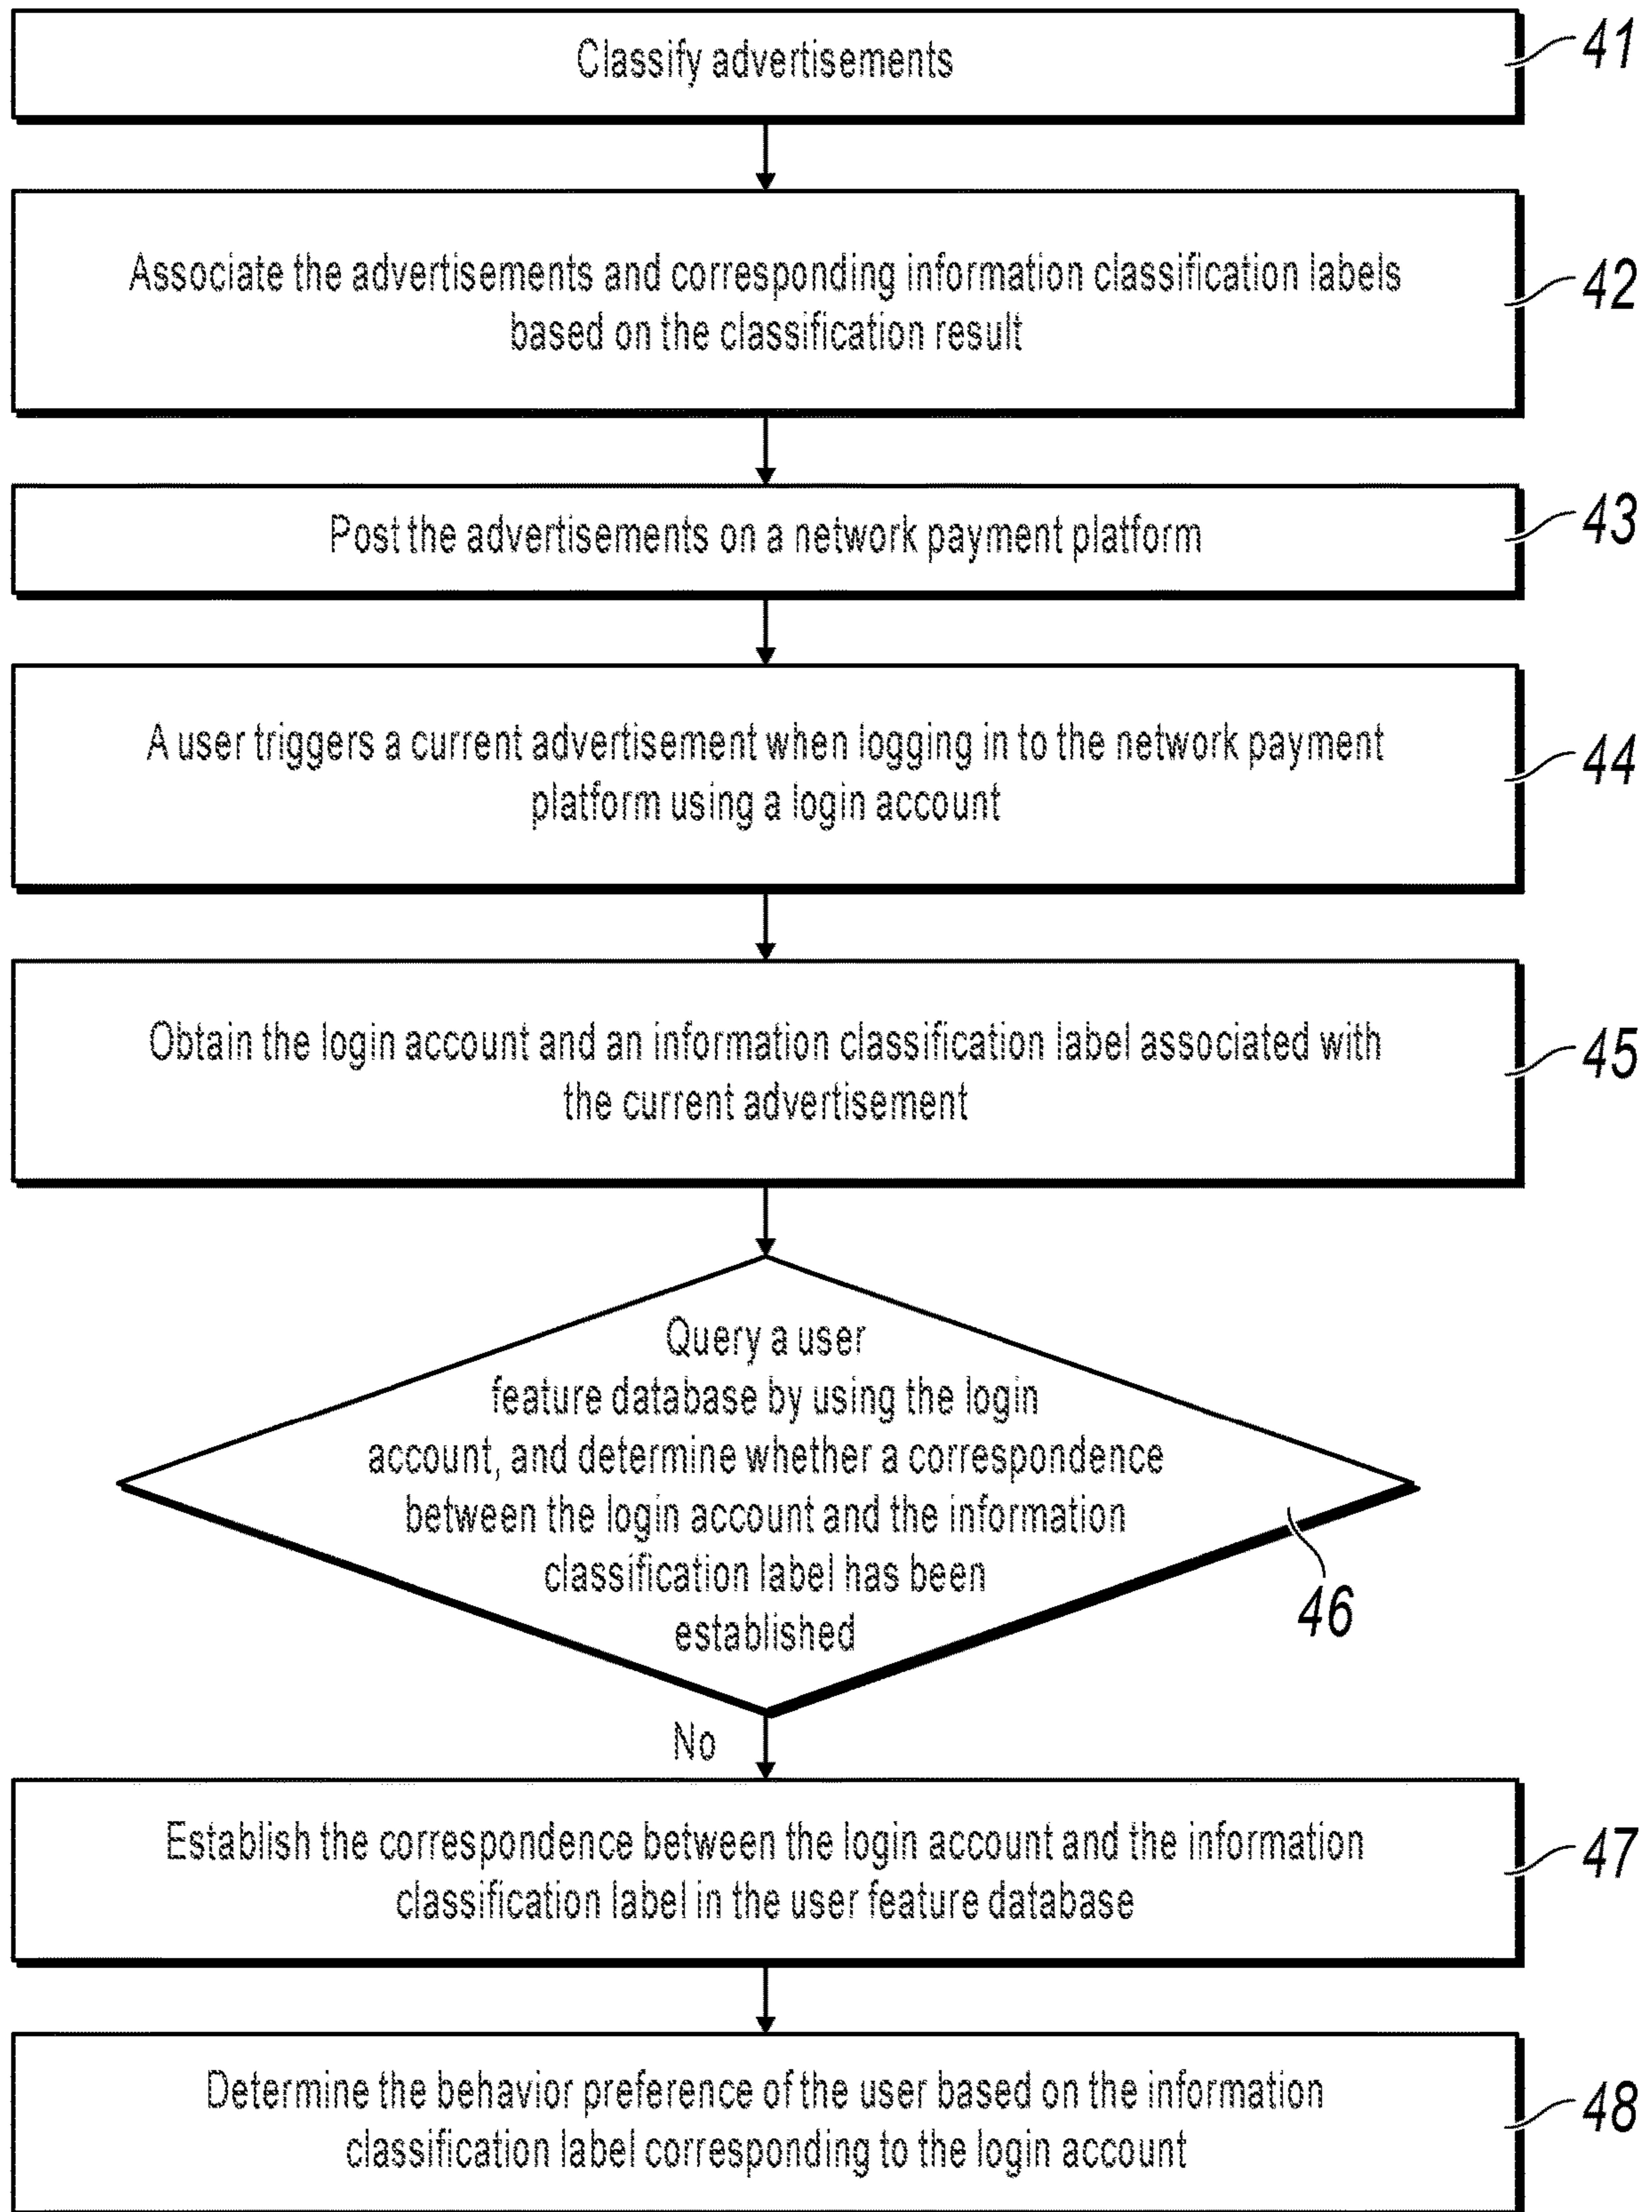 Classify advertisements
41
Associate the advertisements and corresponding information classification labels
based on the classification result
42
Post the advertisements on a network payment platform
43
A user triggers a current advertisement when logging in to the network payment
platform using a login account
44
Obtain the login account and an information classification label associated with
the current advertisement
45
Query a user
feature database by using the login
account, and determine whether a correspondence
between the login account and the information
classification label has been
established
46
No
Establish the correspondence between the login account and the information
classification label in the user feature database
47
Determine the behavior preference of the user based on the information
classification label corresponding to the login account
48